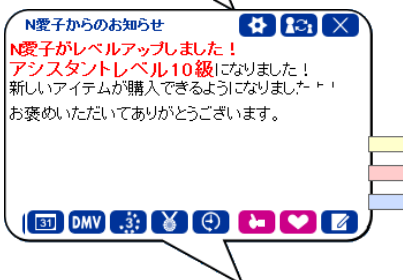 N愛子からのお知らせ
N愛子がレベルアップしました！
アシスタントレベル10級になりました！
新しいアイテムが購入できるようになりました
お褒めいただいてありがとうございます。
31 DMV